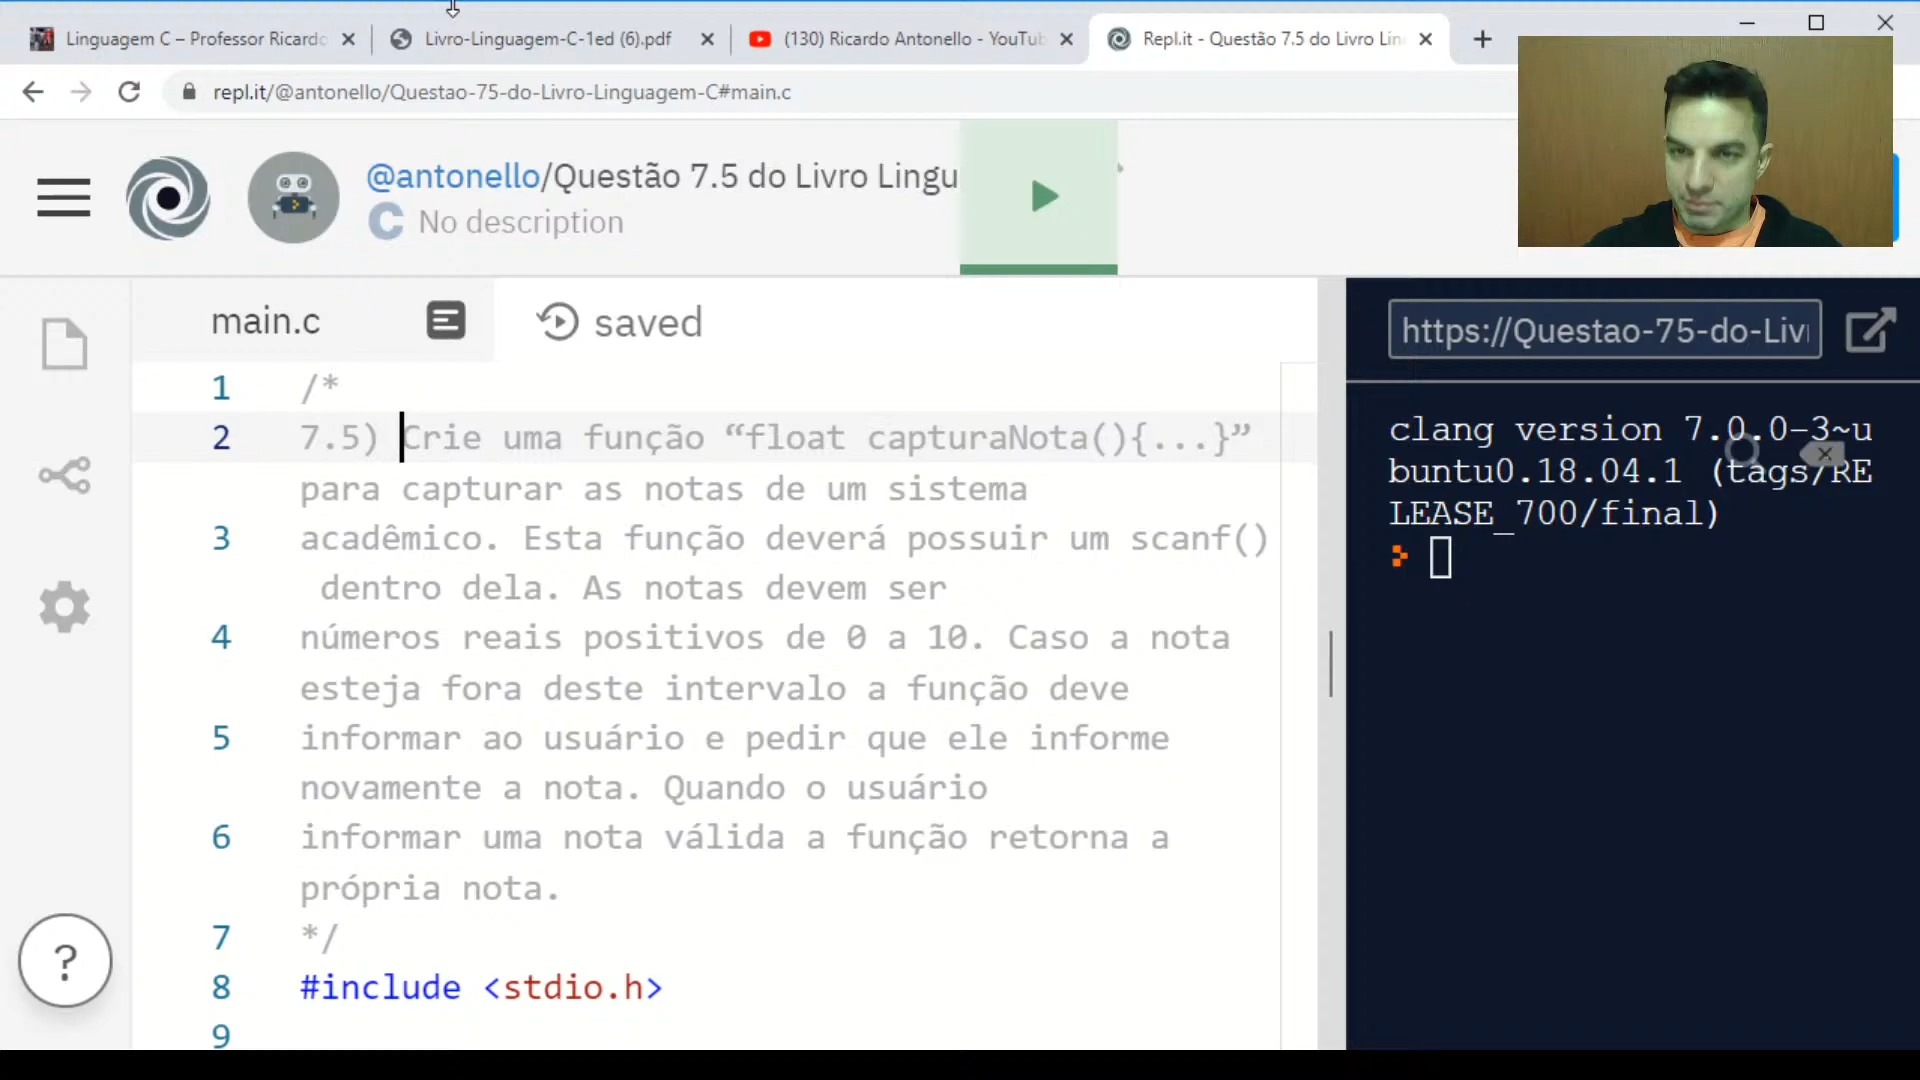 Linguagem C – Professor Ricardo
Livro-Linguagem-C-1ed (6).pdf
(130) Ricardo Antonello - YouTub
Repl.it - Questão 7.5 do Livro Lin
repl.it/@antonello/Questao-75-do-Livro-Linguagem-C#main.c
@antonello/Questão 7.5 do Livro Lingu
C No description
main.c
saved
https://Questao-75-do-Liv
1 /*
2 7.5) Crie uma função “float capturaNota(){...}”
para capturar as notas de um sistema
3 acadêmico. Esta função deverá possuir um scanf()
dentro dela. As notas devem ser
4 números reais positivos de 0 a 10. Caso a nota
esteja fora deste intervalo a função deve
5 informar ao usuário e pedir que ele informe
novamente a nota. Quando o usuário
6 informar uma nota válida a função retorna a
própria nota.
7 */
8 #include <stdio.h>
9
clang version 7.0.0-3~u
buntu0.18.04.1 (tags/RE
LEASE_700/final)
?